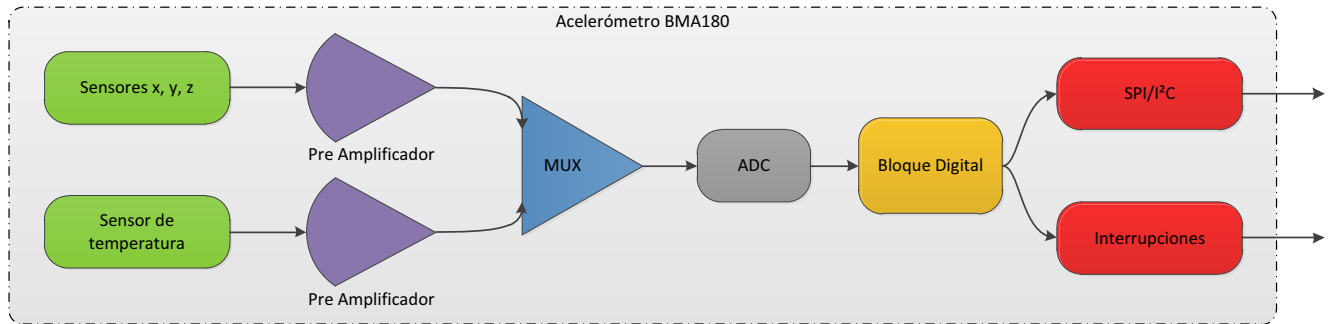 Acelerómetro BMA180
Sensores x, y, z
Pre Amplificador
Sensor de
temperatura
Pre Amplificador
MUX
ADC
Bloque Digital
SPI/I²C
Interrupciones